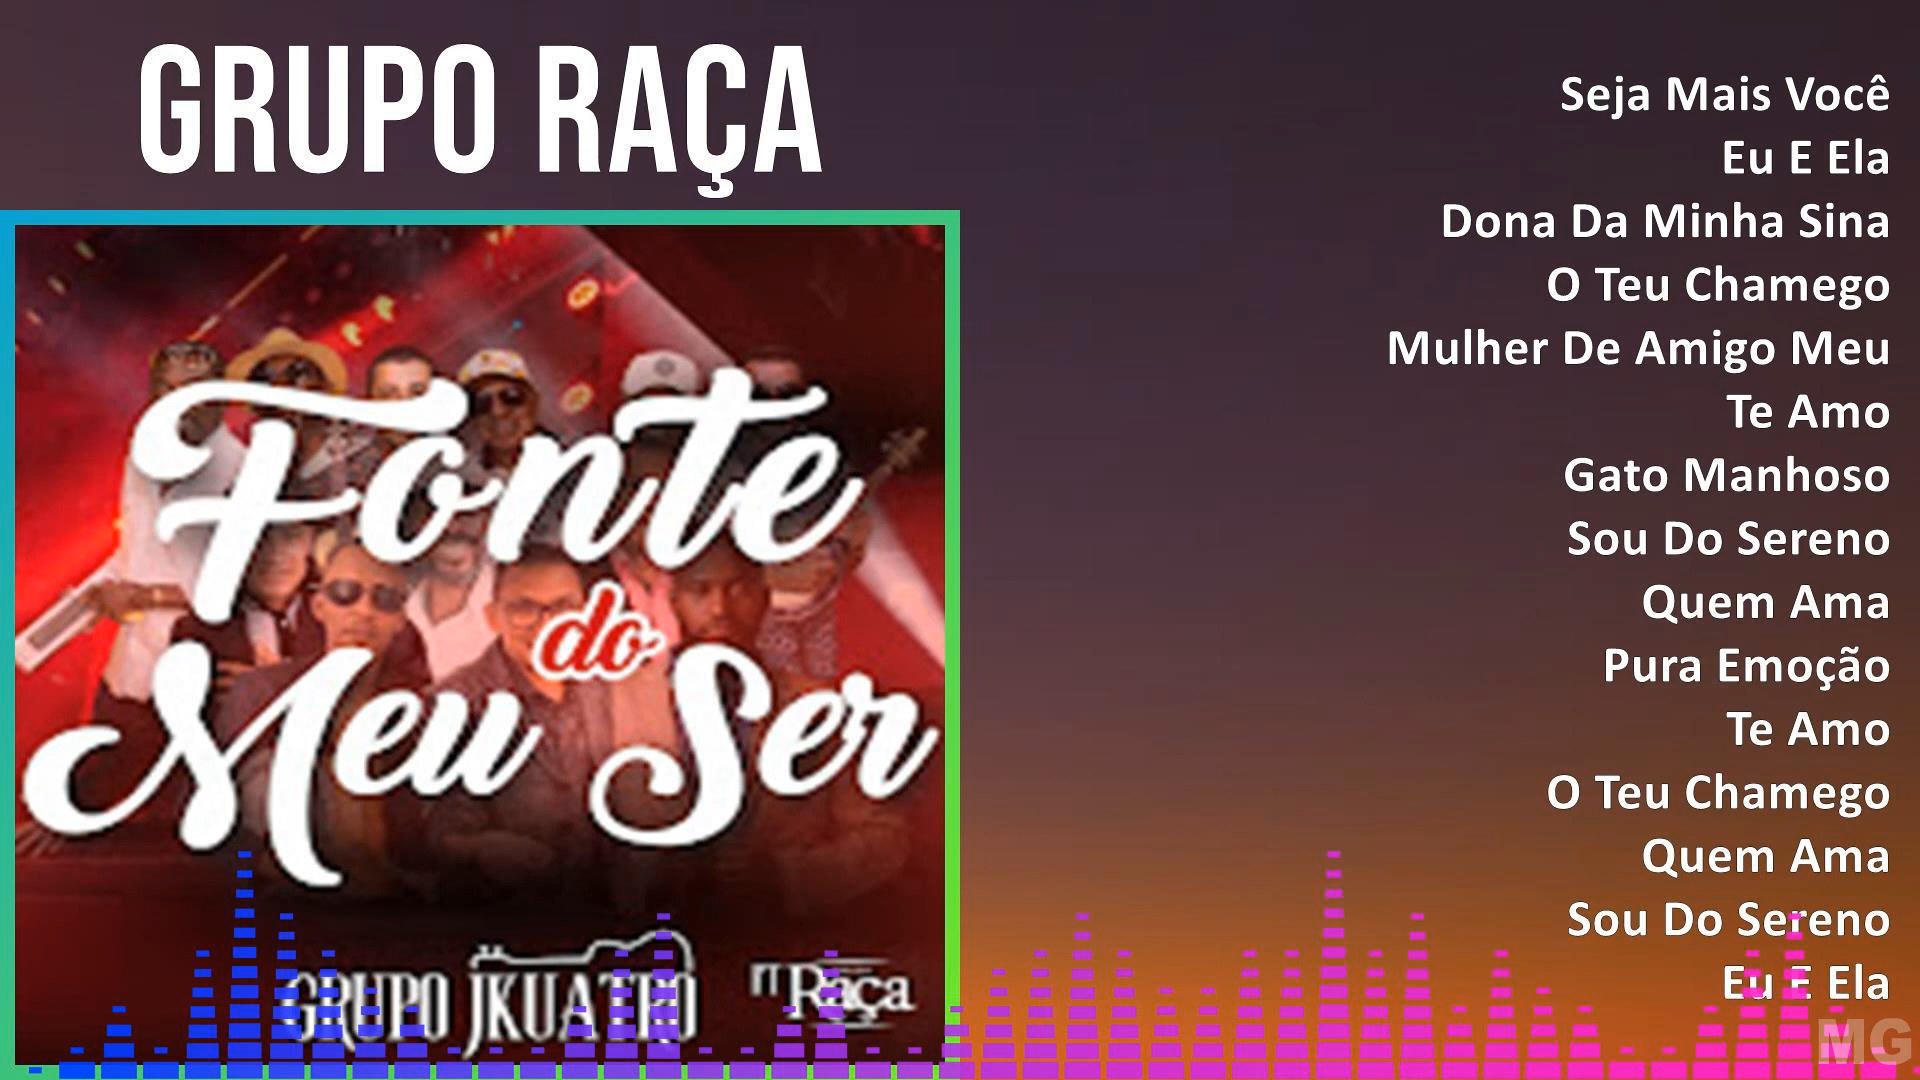 GRUPO RAÇA
Fonte
do
Meu Ser
GRUPO JKUATRO
Raça
Seja Mais Você
Eu E Ela
Dona Da Minha Sina
O Teu Chamego
Mulher De Amigo Meu
Te Amo
Gato Manhoso
Sou Do Sereno
Quem Ama
Pura Emoção
Te Amo
O Teu Chamego
Quem Ama
Sou Do Sereno
Eu E Ela
MG